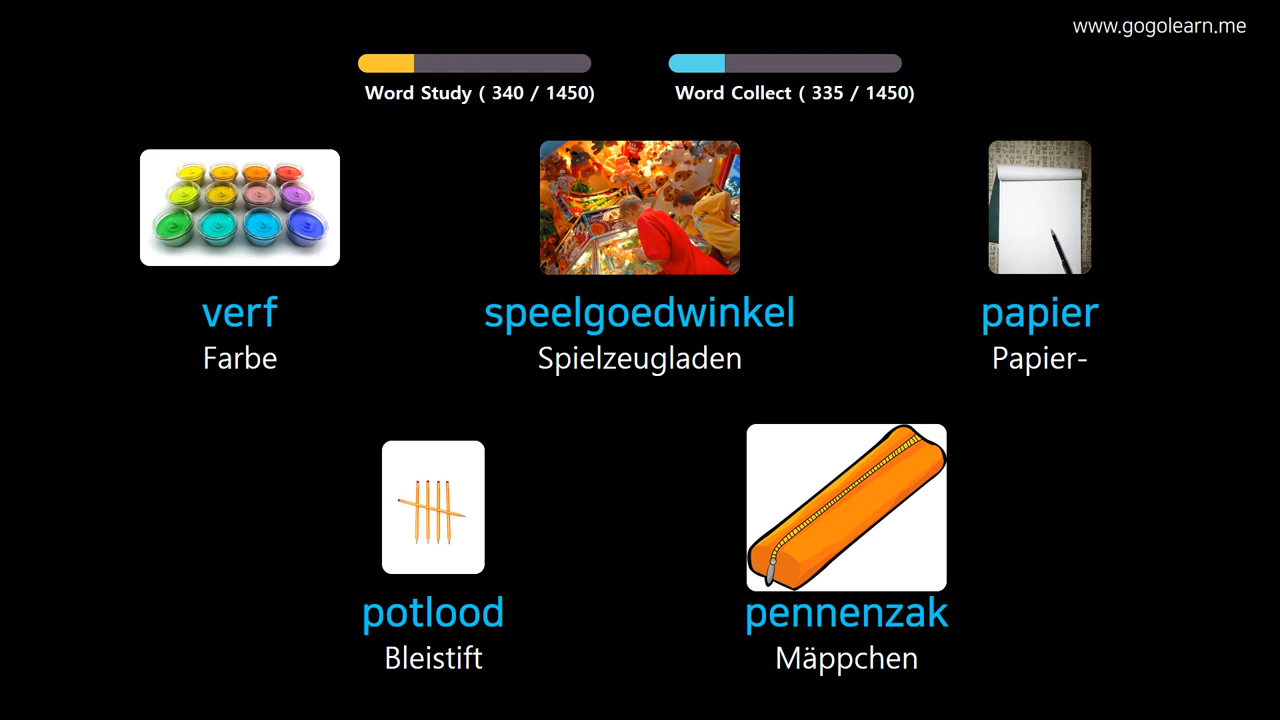 www.gogolearn.me
Word Study ( 340 / 1450)
Word Collect ( 335 / 1450)
verf
Farbe
speelgoedwinkel
Spielzeugladen
papier
Papier-
potlood
Bleistift
pennenzak
Mäppchen